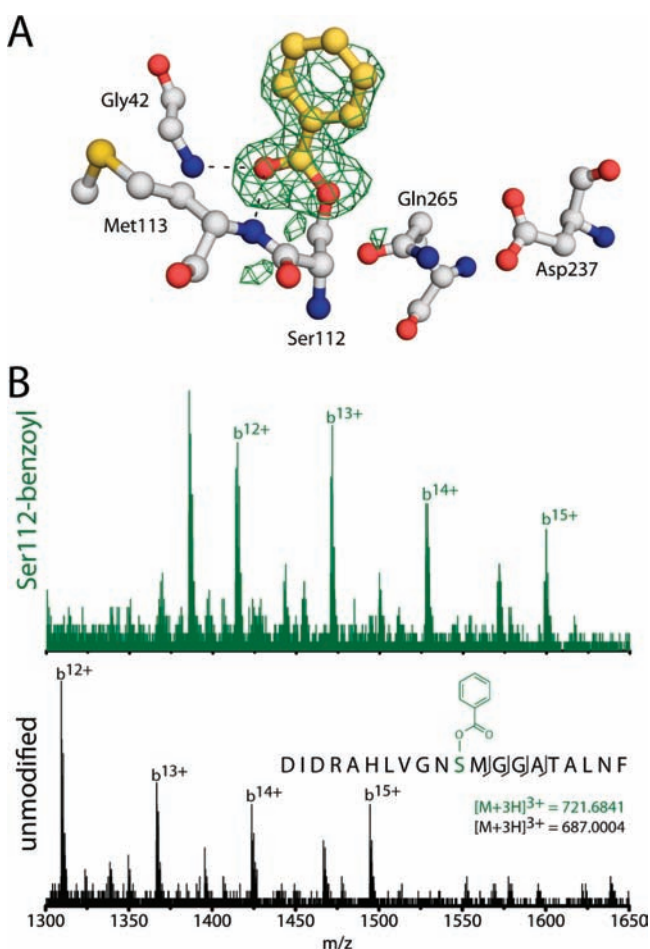 A
Gly42
Met113
Gln265
Asp237
Ser112
B
Ser112-benzoyl
b12+
b13+
b14+
b15+
unmodified
b12+
b13+
b14+
b15+
O O
D I D R A H L V G N S M G G A T A L N F
[M+3H]3+ = 721.6841
[M+3H]3+ = 687.0004
1300 1350 1400 1450 1500 1550 1600 1650
m/z